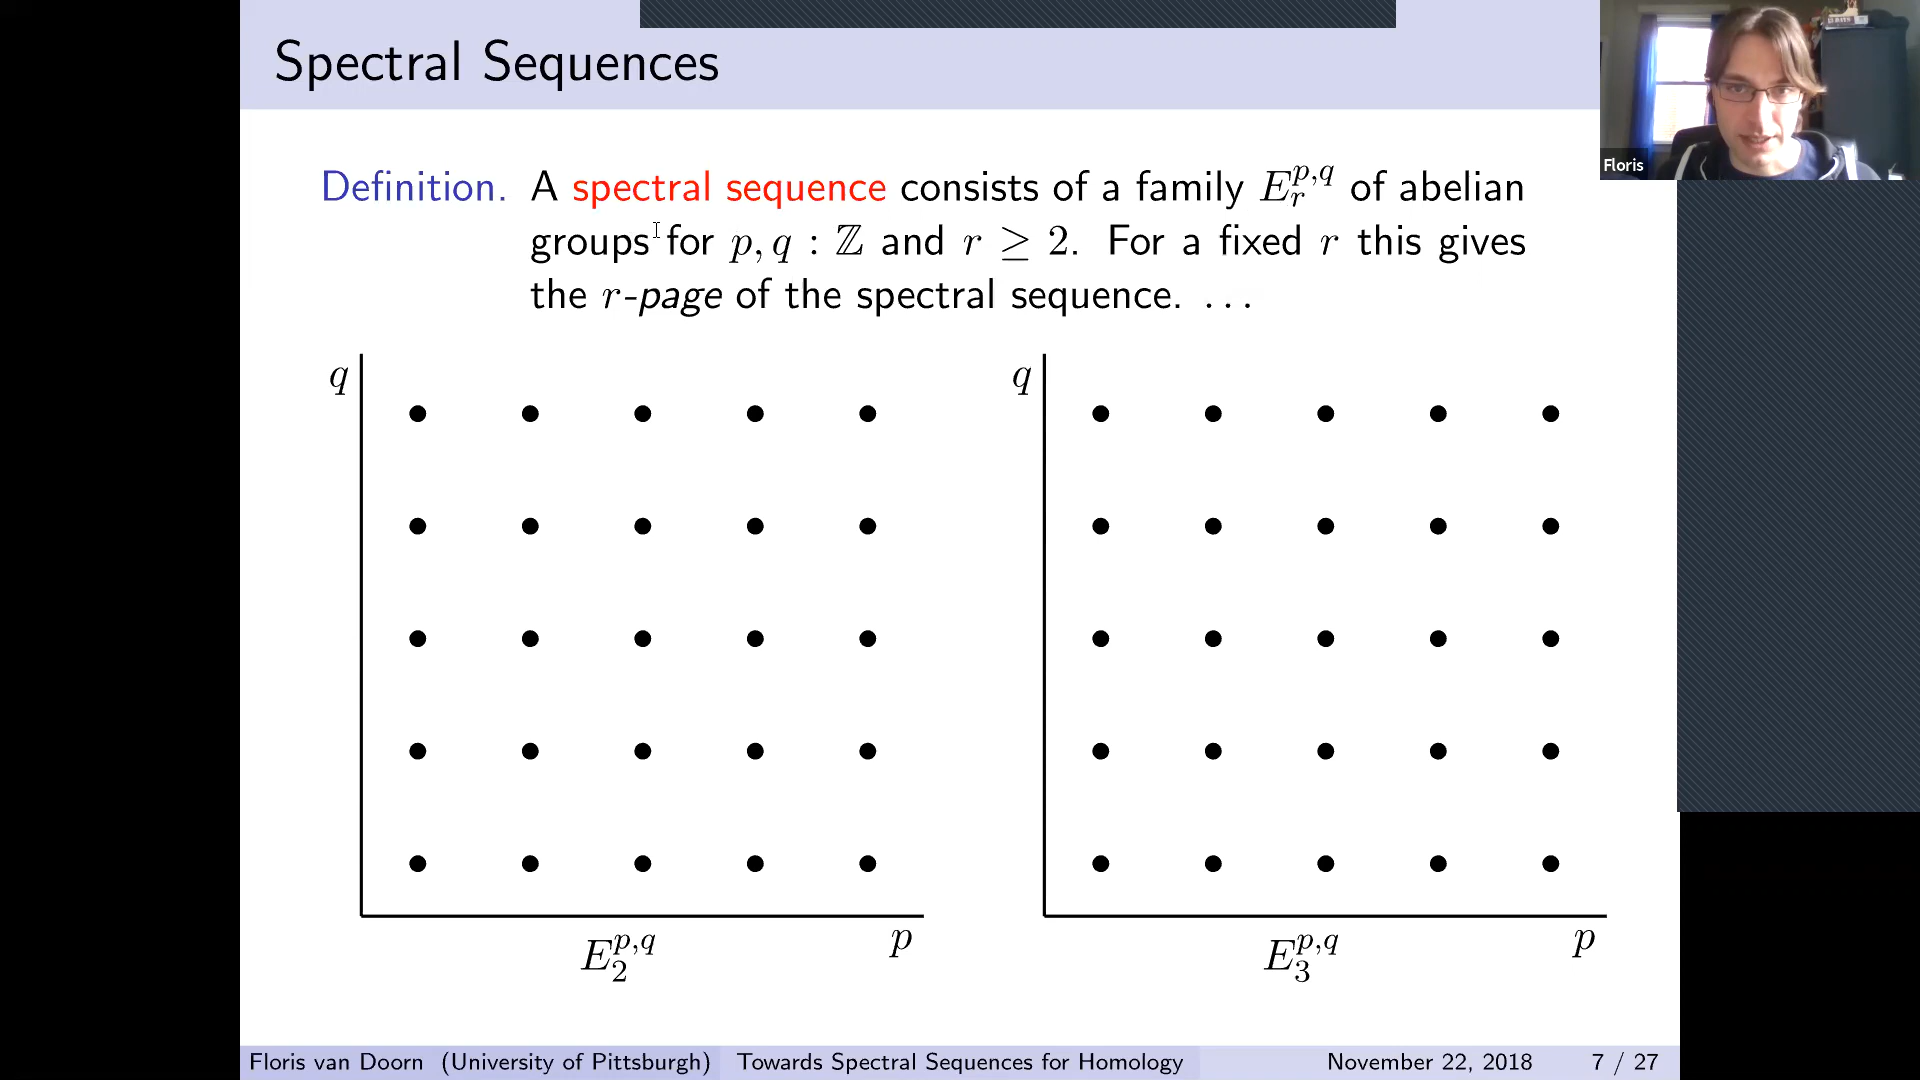 Spectral Sequences
Floris
Definition. A spectral sequence consists of a family $E_r^{p,q}$ of abelian
groups for $p, q : \mathbb{Z}$ and $r \geq 2$. For a fixed $r$ this gives
the $r$-page of the spectral sequence. ...
$q$
$q$
$p$
$p$
$E_2^{p,q}$
$E_3^{p,q}$
Floris van Doorn (University of Pittsburgh) Towards Spectral Sequences for Homology November 22, 2018 7 / 27